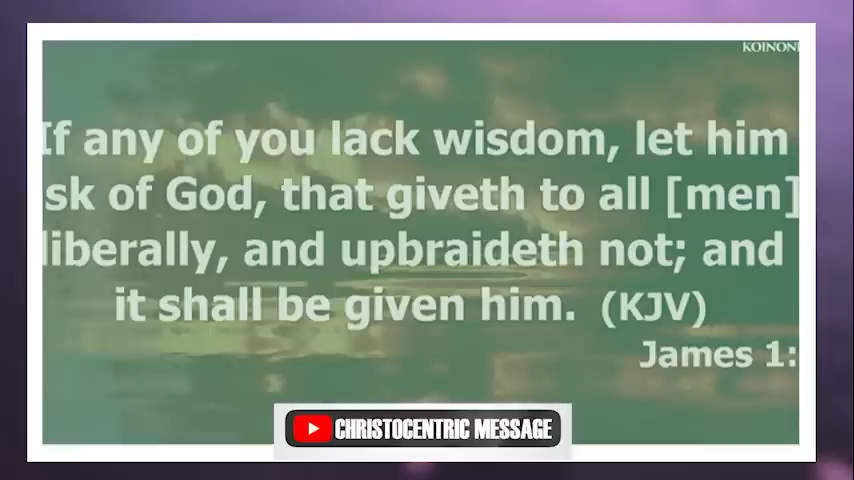 KOINONI
If any of you lack wisdom, let him
sk of God, that giveth to all [men]
liberally, and upbraideth not; and
it shall be given him. (KJV)
James 1:
CHRISTOCENTRIC MESSAGE